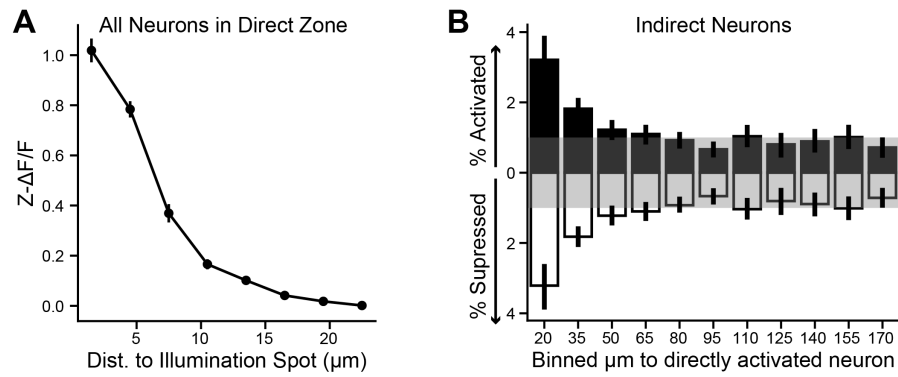 A
All Neurons in Direct Zone
Z-ΔF/F
1.0
0.8
0.6
0.4
0.2
0.0
5
10
15
20
Dist. to Illumination Spot (μm)
B
Indirect Neurons
% Activated
% Supressed
4
2
0
2
4
20 35 50 65 80 95 110 125 140 155 170
Binned μm to directly activated neuron